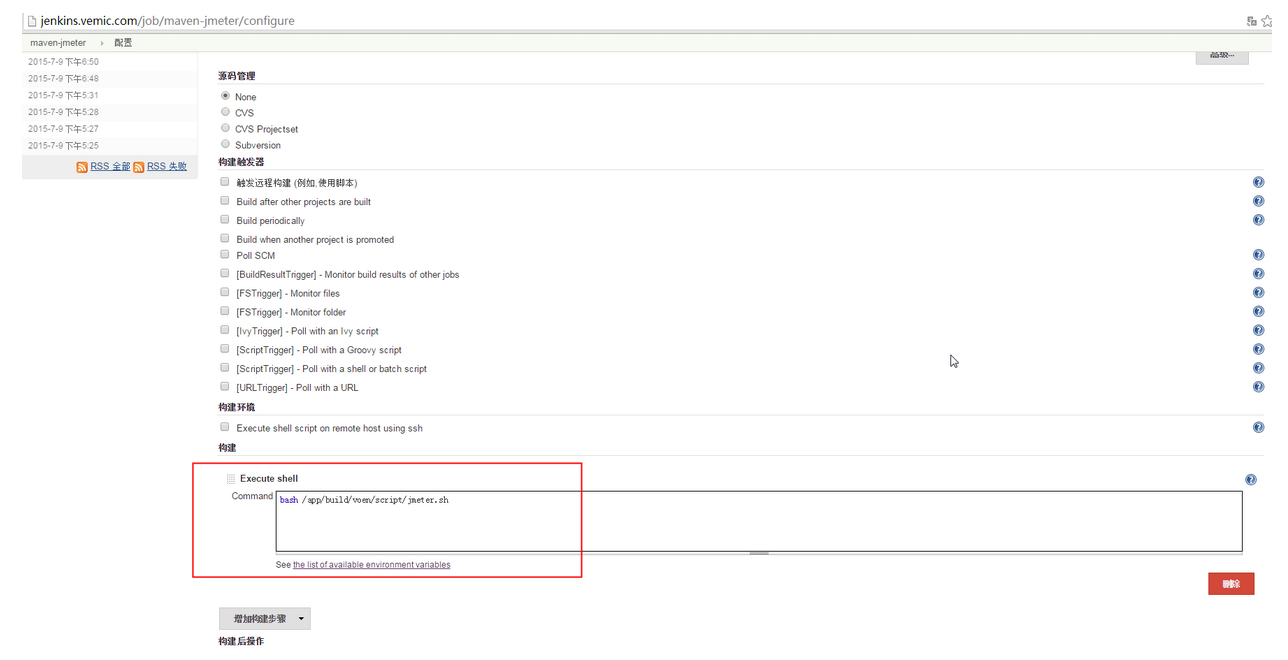 jenkins.vemic.com/job/maven-jmeter/configure
maven-jmeter › 配置
高级...
2015-7-9 下午6:50
2015-7-9 下午6:48
2015-7-9 下午5:31
2015-7-9 下午5:28
2015-7-9 下午5:27
2015-7-9 下午5:25
RSS 全部 RSS 失败
源码管理
None
CVS
CVS Projectset
Subversion
构建触发器
触发远程构建 (例如,使用脚本)
Build after other projects are built
Build periodically
Build when another project is promoted
Poll SCM
[BuildResultTrigger] - Monitor build results of other jobs
[FSTrigger] - Monitor files
[FSTrigger] - Monitor folder
[IvyTrigger] - Poll with an Ivy script
[ScriptTrigger] - Poll with a Groovy script
[ScriptTrigger] - Poll with a shell or batch script
[URLTrigger] - Poll with a URL
构建环境
Execute shell script on remote host using ssh
构建
Execute shell
Command bash /app/build/voem/script/jmeter.sh
See the list of available environment variables
删除
增加构建步骤
构建后操作